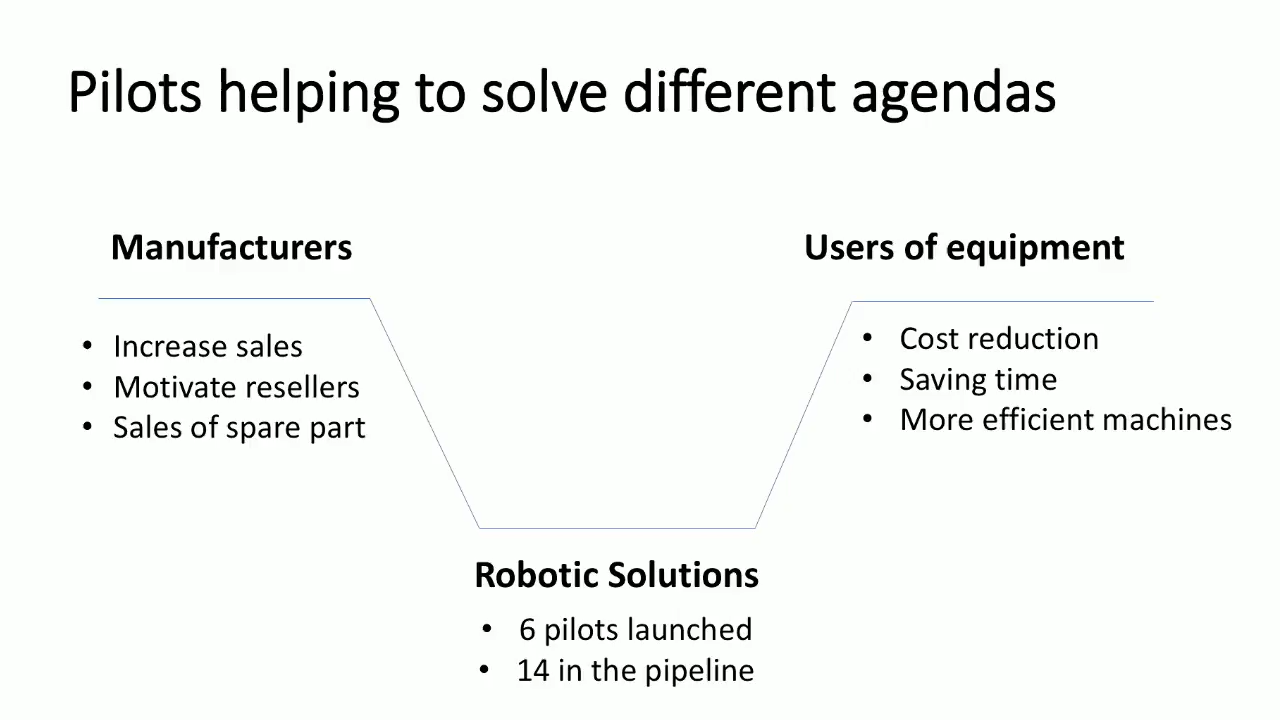 Pilots helping to solve different agendas
Manufacturers
• Increase sales
• Motivate resellers
• Sales of spare part
Users of equipment
• Cost reduction
• Saving time
• More efficient machines
Robotic Solutions
• 6 pilots launched
• 14 in the pipeline